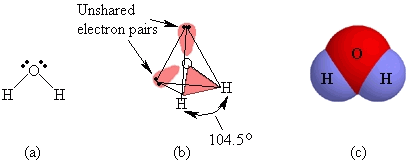 O
H H
(a)
Unshared
electron pairs
O
H
H
104.5°
(b)
O
H H
(c)